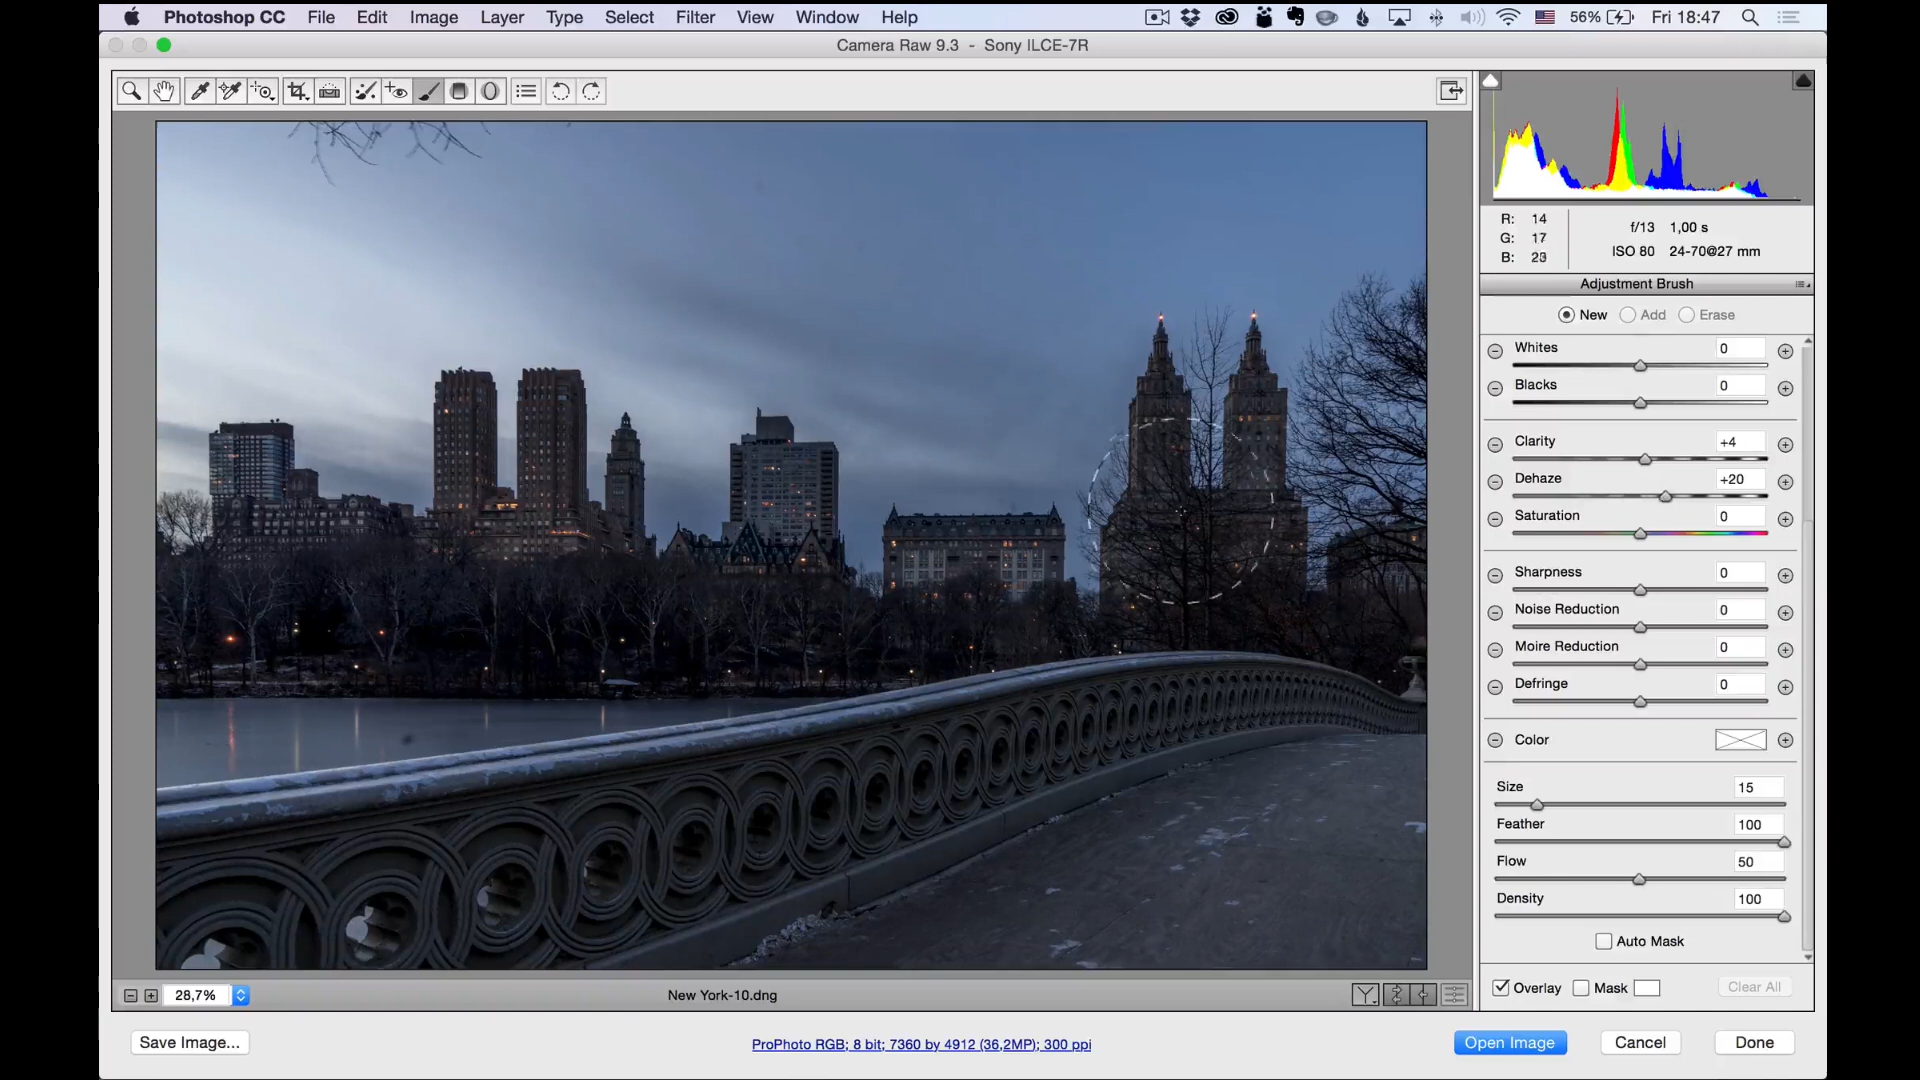 Photoshop CC File Edit Image Layer Type Select Filter View Window Help 56% Fri 18:47
Camera Raw 9.3 - Sony ILCE-7R
R: 14
G: 17
B: 23
f/13 1,00 s
ISO 80 24-70@27 mm
Adjustment Brush
New Add Erase
Whites 0
Blacks 0
Clarity +4
Dehaze +20
Saturation 0
Sharpness 0
Noise Reduction 0
Moire Reduction 0
Defringe 0
Color
Size 15
Feather 100
Flow 50
Density 100
Auto Mask
28,7% New York-10.dng
Overlay Mask Clear All
Save Image... ProPhoto RGB; 8 bit; 7360 by 4912 (36,2MP); 300 ppi Open Image Cancel Done